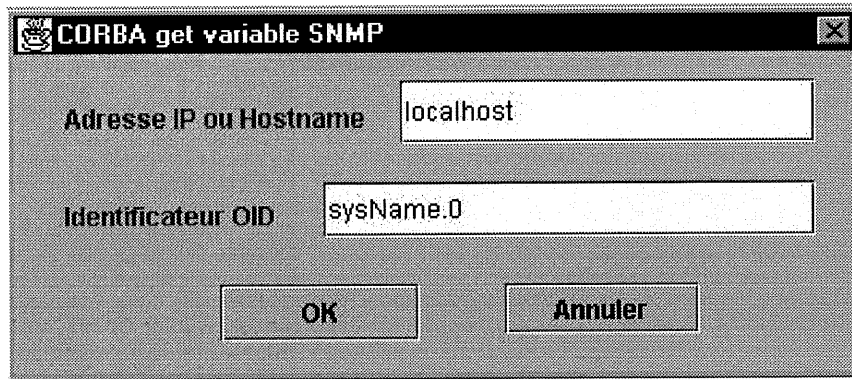 CORBA get variable SNMP
Adresse IP ou Hostname localhost
Identificateur OID sysName.0
OK Annuler